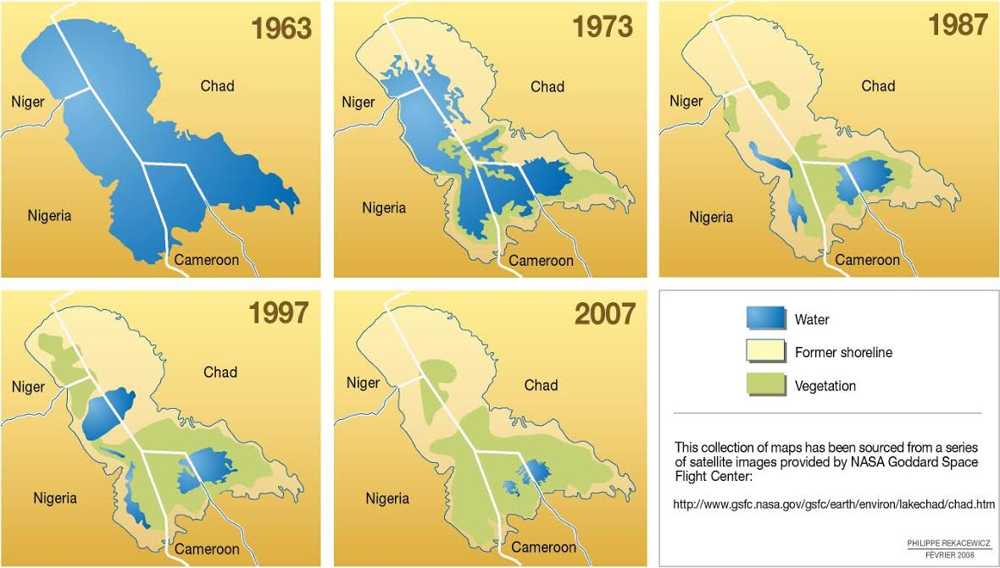 1963
Chad
Niger
Nigeria
Cameroon
1973
Chad
Niger
Nigeria
Cameroon
1987
Chad
Niger
Nigeria
Cameroon
1997
Chad
Niger
Nigeria
Cameroon
2007
Chad
Niger
Nigeria
Cameroon
Water
Former shoreline
Vegetation
This collection of maps has been sourced from a series
of satellite images provided by NASA Goddard Space
Flight Center:
http://www.gsfc.nasa.gov/gsfc/earth/environ/lakechad/chad.htm
PHILIPPE REKACEWICZ
FÉVRIER 2008